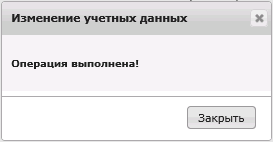 Изменение учетных данных
Операция выполнена!
Закрыть